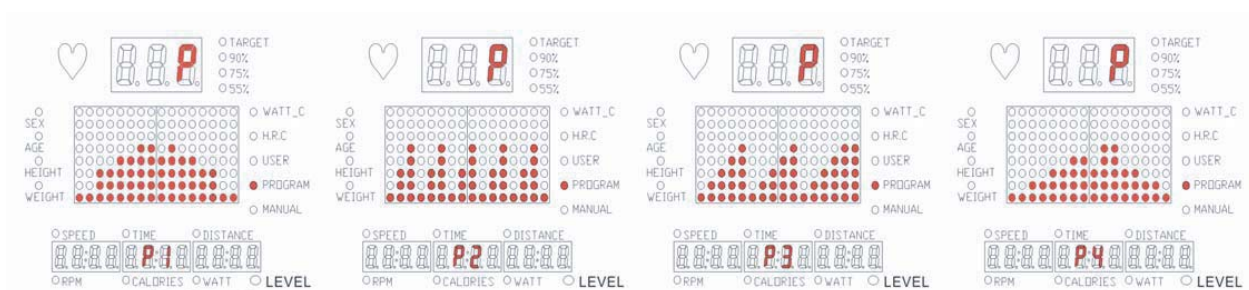 P
TARGET
90%
75%
55%
SEX
AGE
HEIGHT
WEIGHT
WATT_C
H.R.C
USER
PROGRAM
MANUAL
SPEED TIME DISTANCE
P1
RPM CALORIES WATT LEVEL
P
TARGET
90%
75%
55%
SEX
AGE
HEIGHT
WEIGHT
WATT_C
H.R.C
USER
PROGRAM
MANUAL
SPEED TIME DISTANCE
P2
RPM CALORIES WATT LEVEL
P
TARGET
90%
75%
55%
SEX
AGE
HEIGHT
WEIGHT
WATT_C
H.R.C
USER
PROGRAM
MANUAL
SPEED TIME DISTANCE
P3
RPM CALORIES WATT LEVEL
P
TARGET
90%
75%
55%
SEX
AGE
HEIGHT
WEIGHT
WATT_C
H.R.C
USER
PROGRAM
MANUAL
SPEED TIME DISTANCE
P4
RPM CALORIES WATT LEVEL